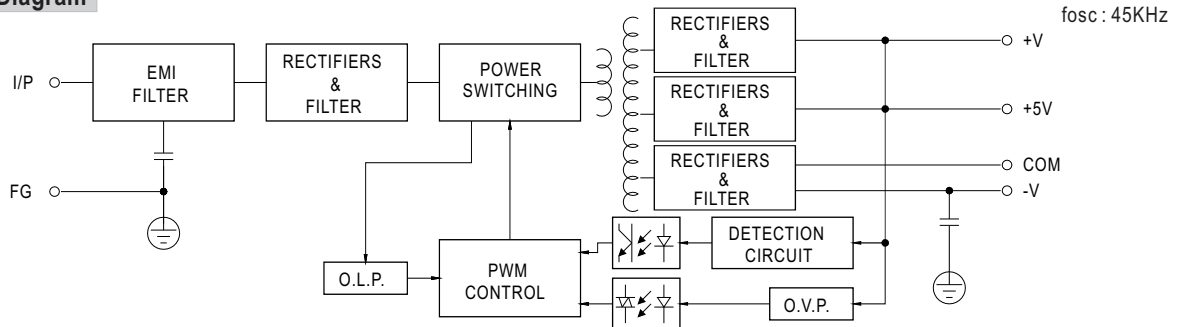 Diagram
fosc : 45KHz
I/P
EMI
FILTER
RECTIFIERS
&
FILTER
POWER
SWITCHING
RECTIFIERS
&
FILTER
+V
RECTIFIERS
&
FILTER
+5V
RECTIFIERS
&
FILTER
COM
-V
FG
O.L.P.
PWM
CONTROL
DETECTION
CIRCUIT
O.V.P.